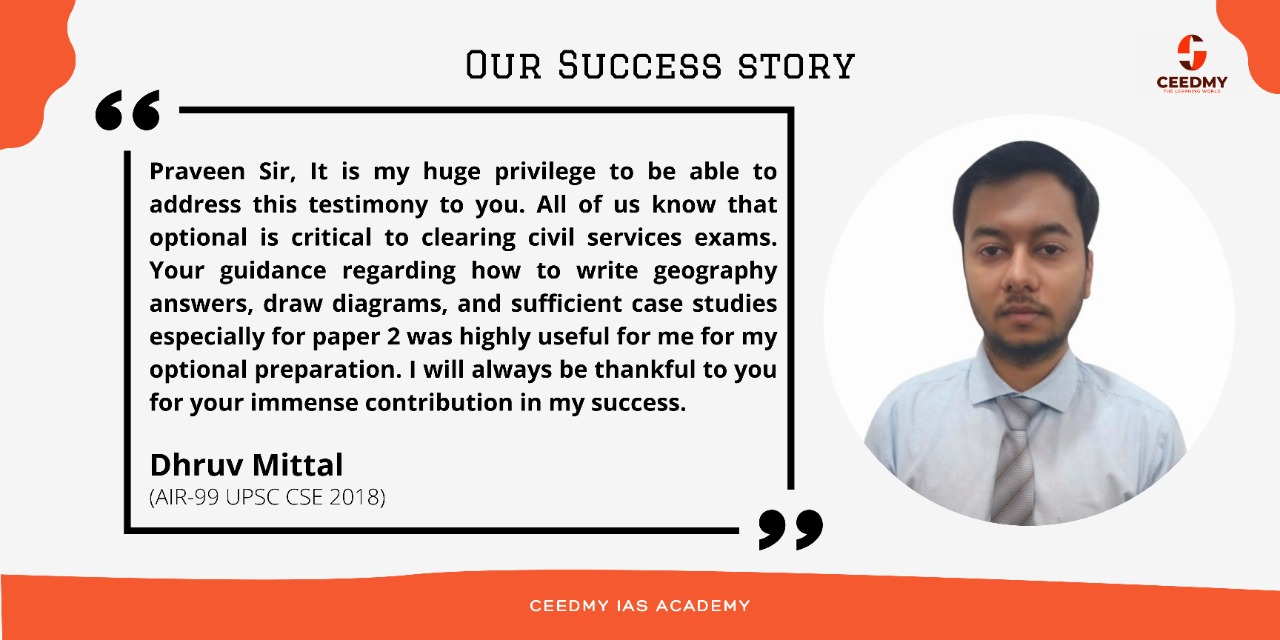 Our Success story
CEEDMY
THE LEARNING WORLD
Praveen Sir, It is my huge privilege to be able to
address this testimony to you. All of us know that
optional is critical to clearing civil services exams.
Your guidance regarding how to write geography
answers, draw diagrams, and sufficient case studies
especially for paper 2 was highly useful for me for my
optional preparation. I will always be thankful to you
for your immense contribution in my success.
Dhruv Mittal
(AIR-99 UPSC CSE 2018)
CEEDMY IAS ACADEMY